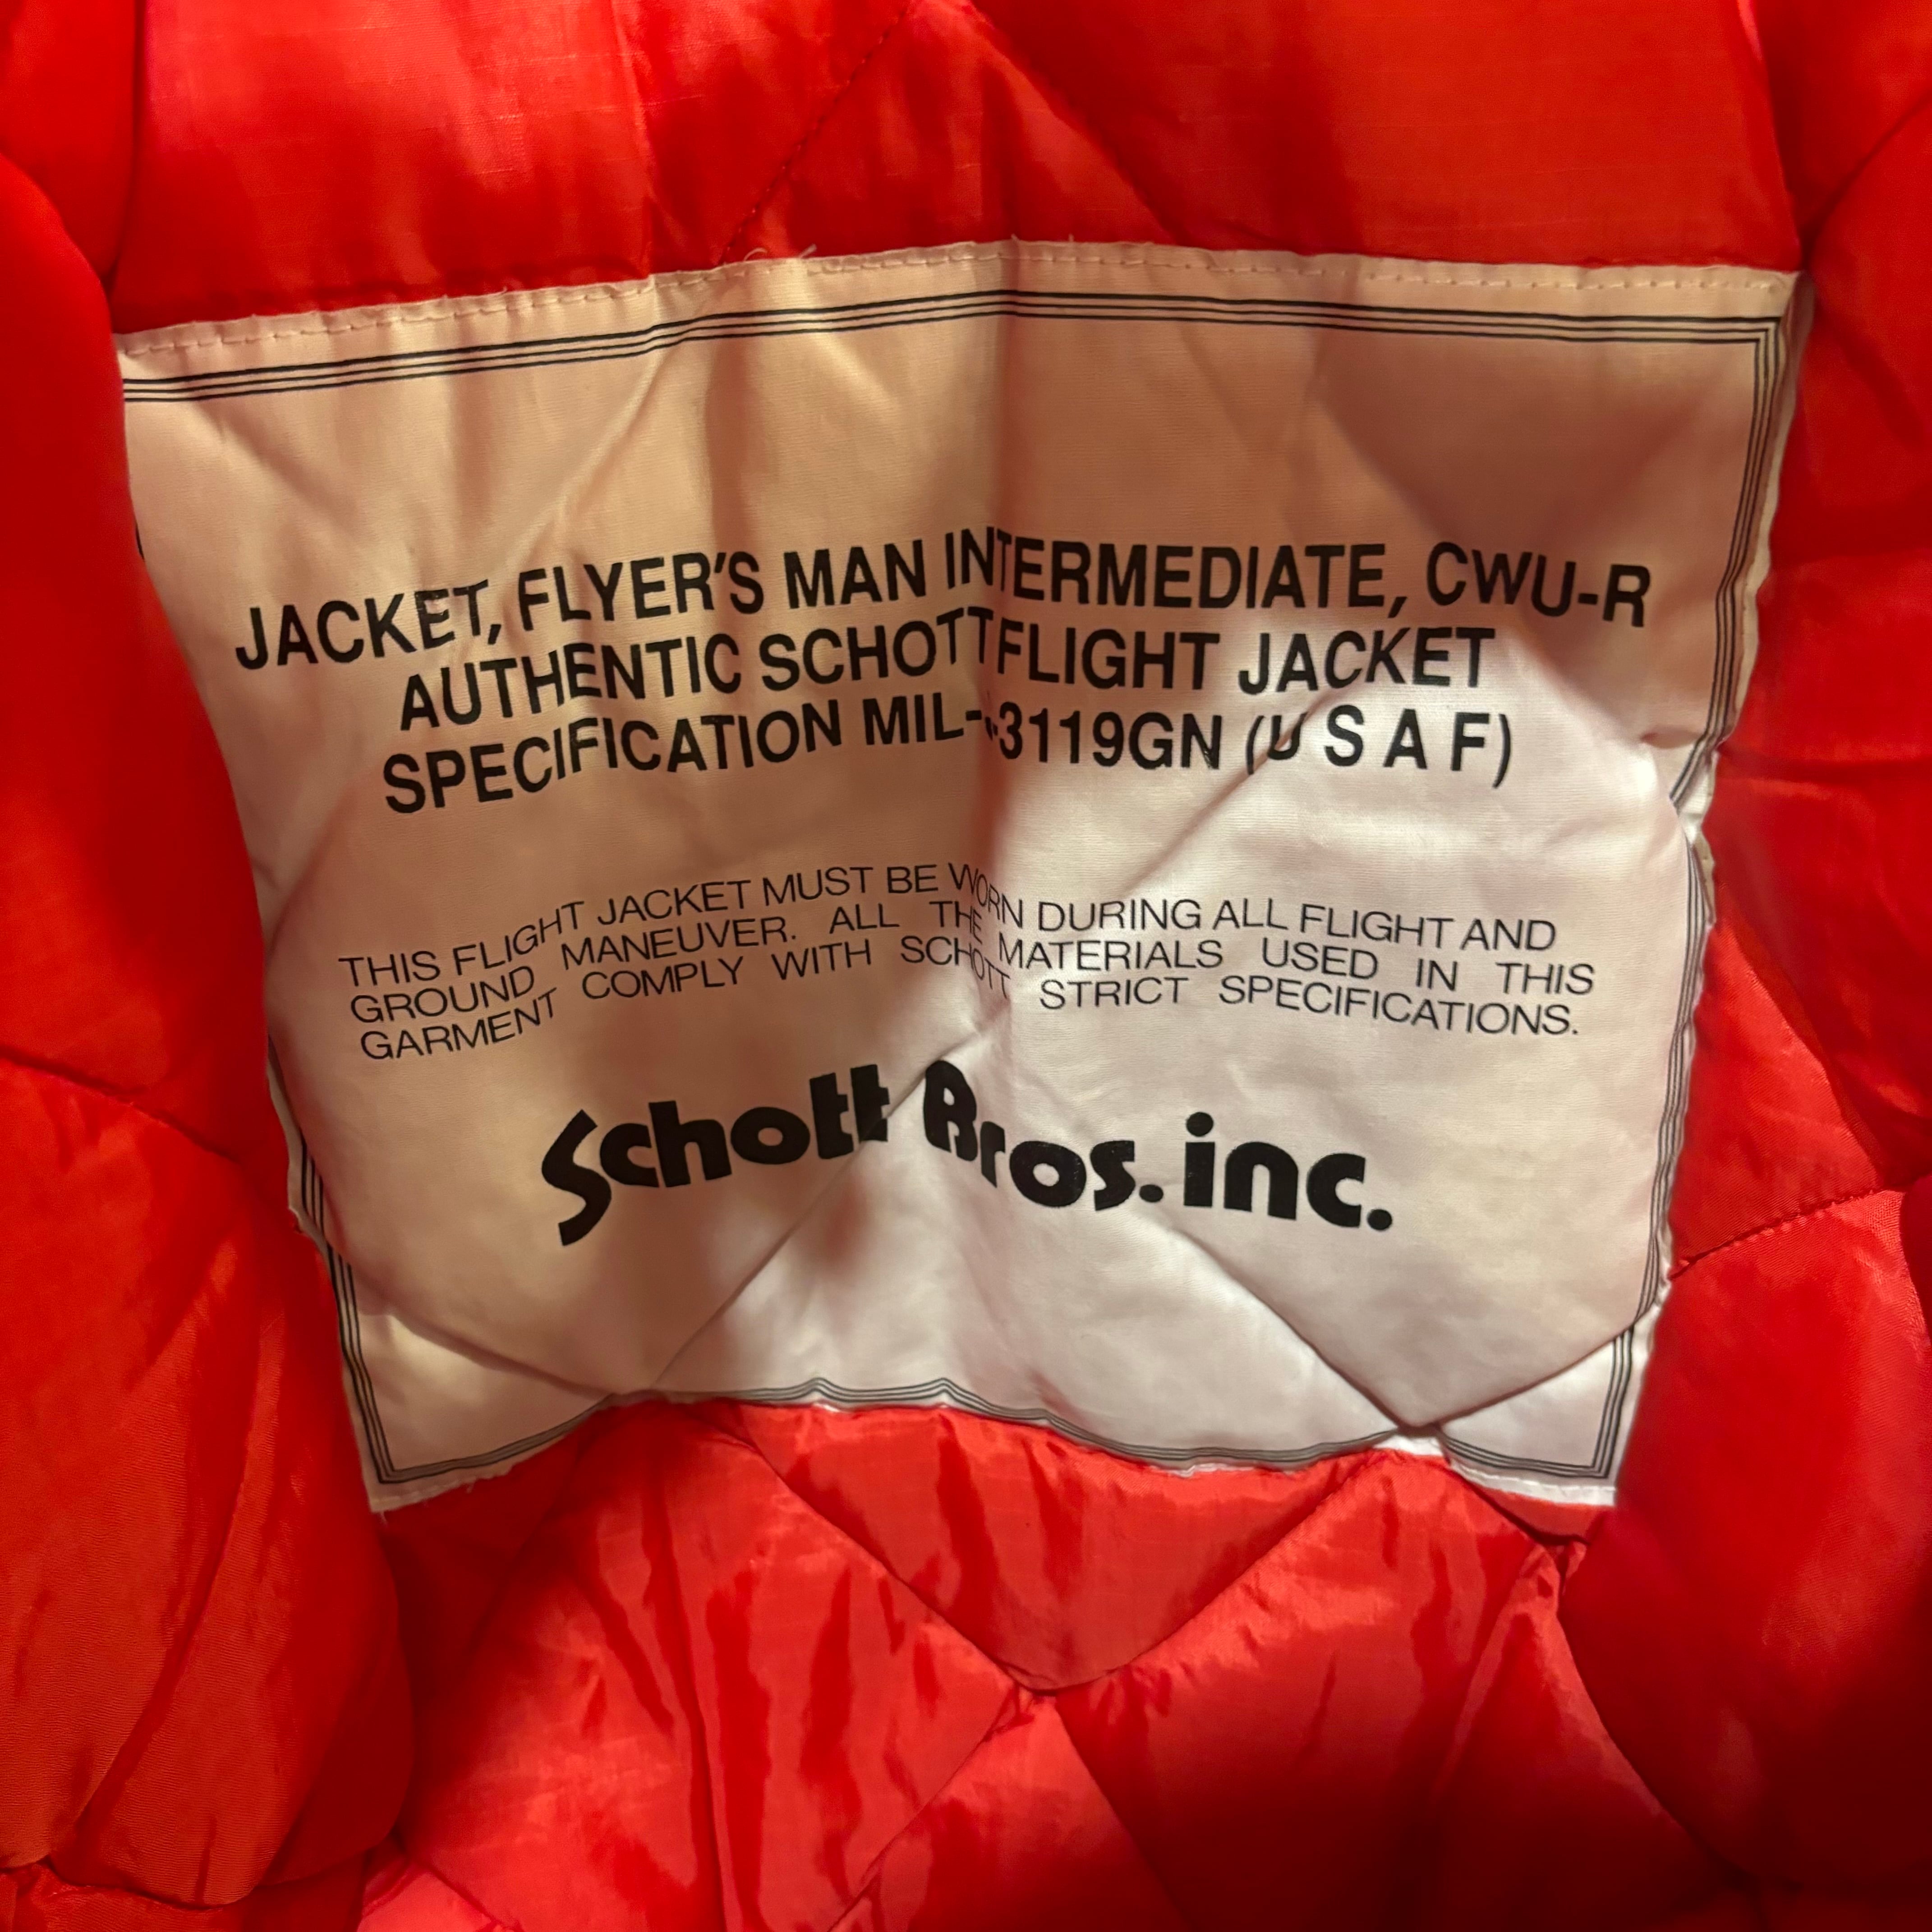 JACKET, FLYER'S MAN INTERMEDIATE, CWU-R
AUTHENTIC SCHOTT FLIGHT JACKET
SPECIFICATION (U S A F)
THIS FLIGHT JACKET MUST BE WORN DURING ALL FLIGHT AND
GROUND MANEUVER. ALL THE MATERIALS USED IN THIS
GARMENT COMPLY WITH SCHOTT STRICT SPECIFICATIONS.
Schott Bros. inc.